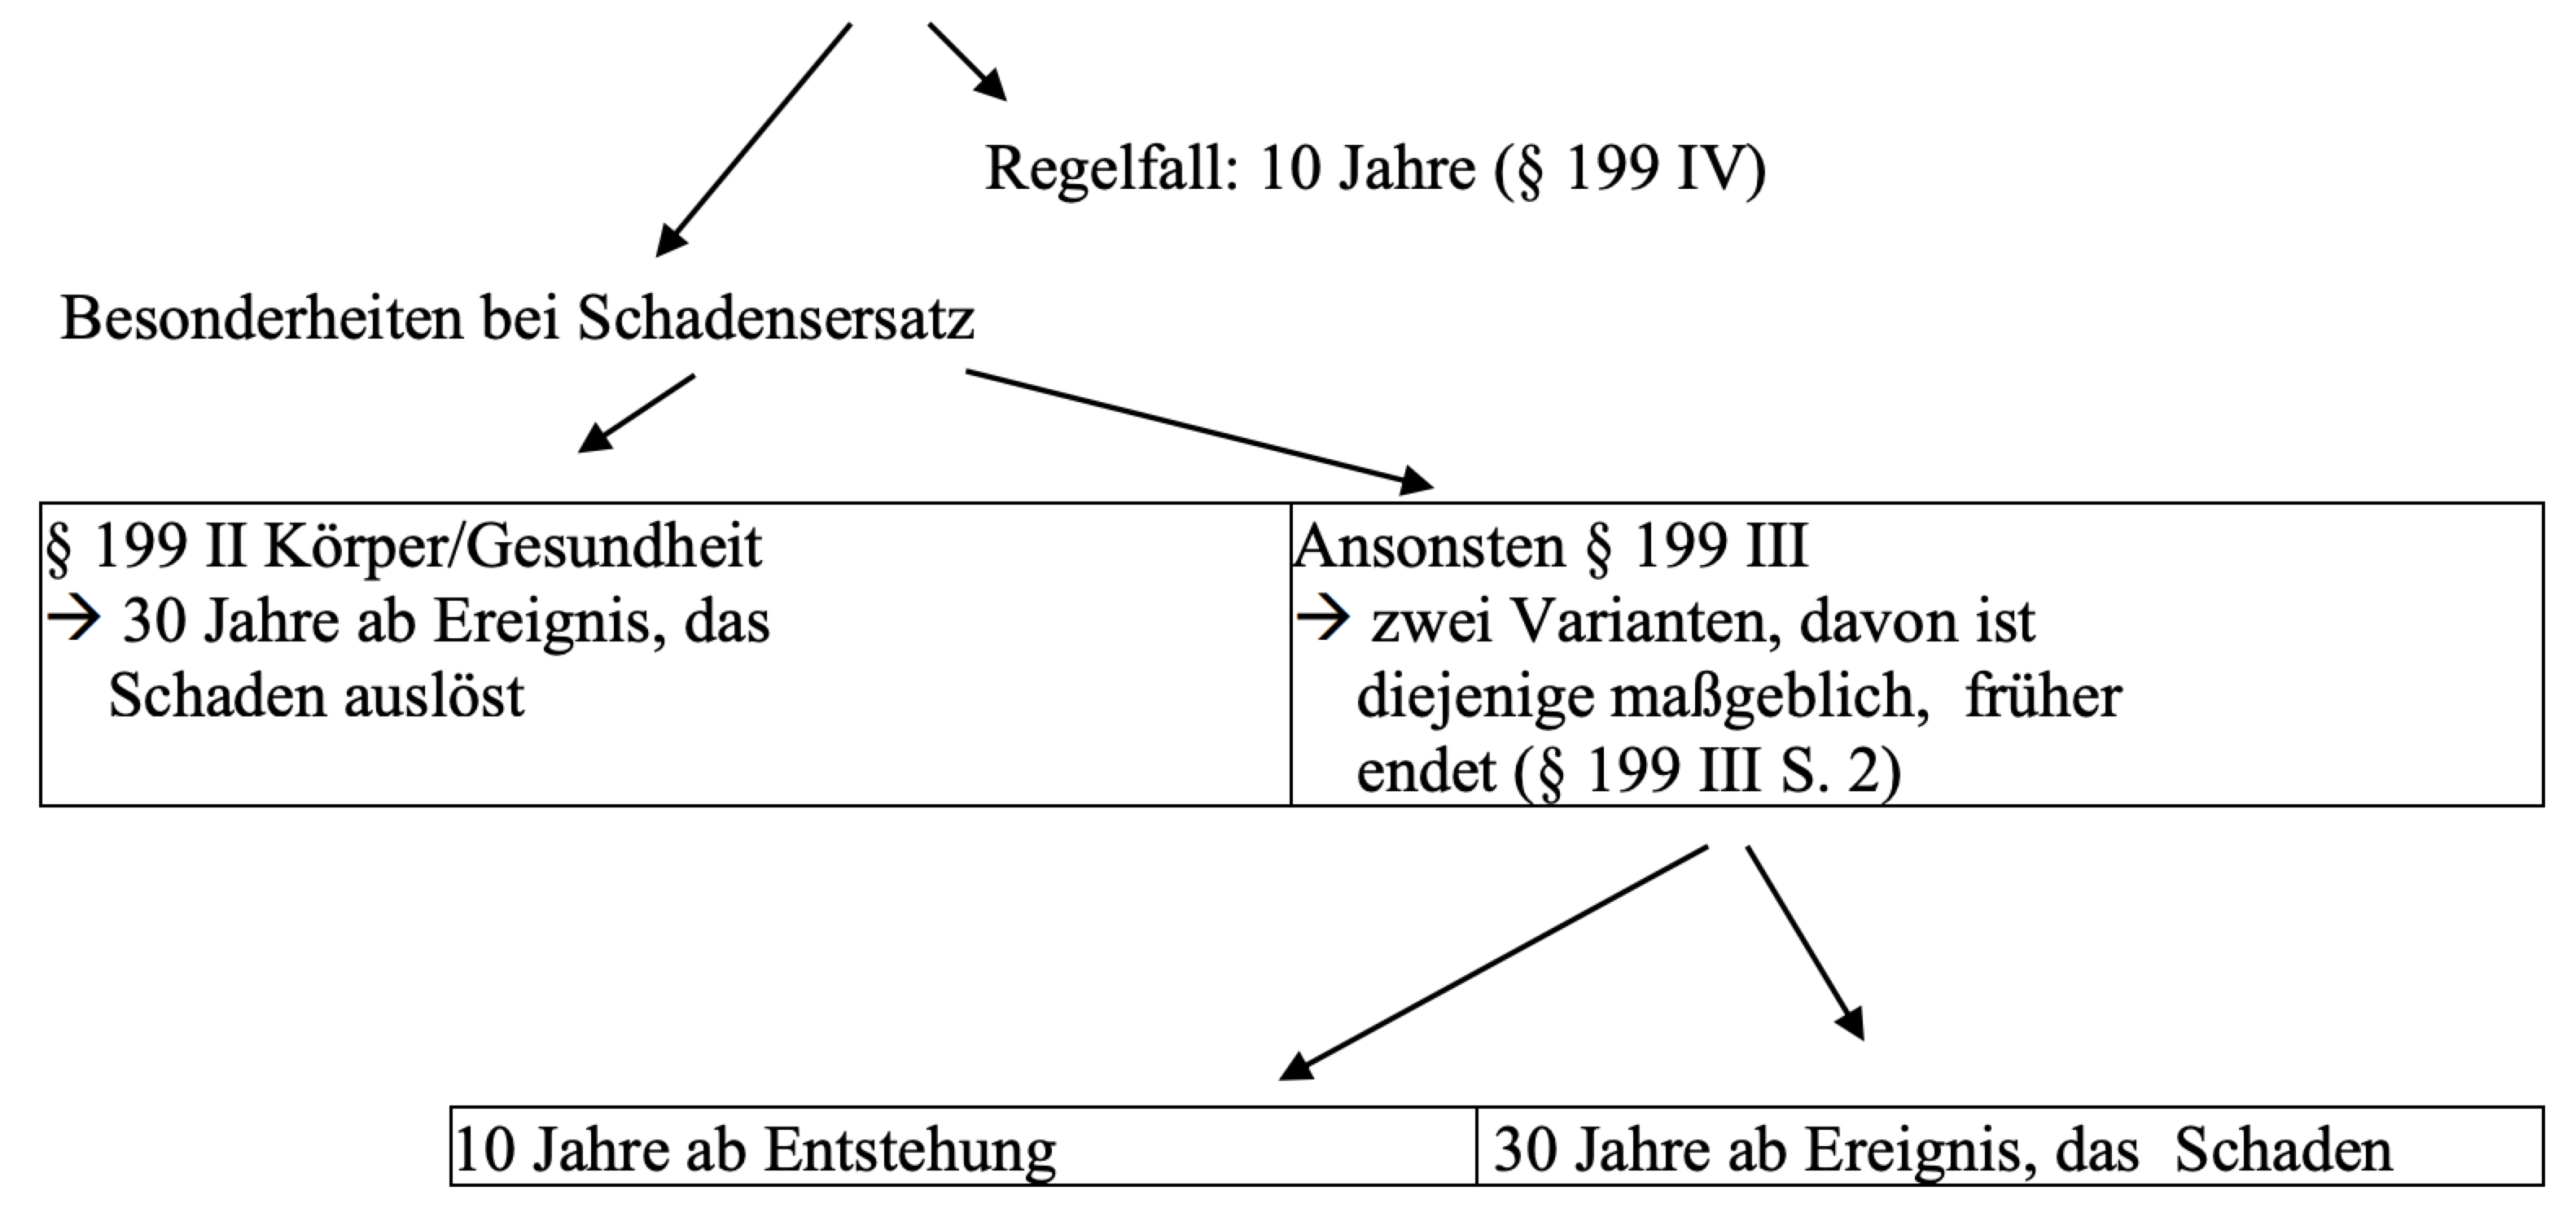 Regelfall: 10 Jahre (§ 199 IV)
Besonderheiten bei Schadensersatz
§ 199 II Körper/Gesundheit
→ 30 Jahre ab Ereignis, das
Schaden auslöst
Ansonsten § 199 III
→ zwei Varianten, davon ist
diejenige maßgeblich, früher
endet (§ 199 III S. 2)
10 Jahre ab Entstehung
30 Jahre ab Ereignis, das Schaden